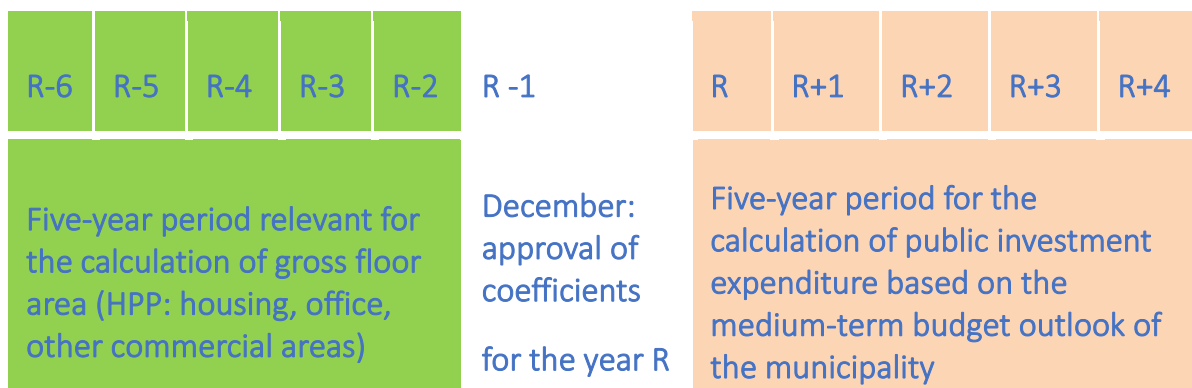 R-6 R-5 R-4 R-3 R-2 R -1 R R+1 R+2 R+3 R+4
Five-year period relevant for
the calculation of gross floor
area (HPP: housing, office,
other commercial areas)
December:
approval of
coefficients
for the year R
Five-year period for the
calculation of public investment
expenditure based on the
medium-term budget outlook of
the municipality